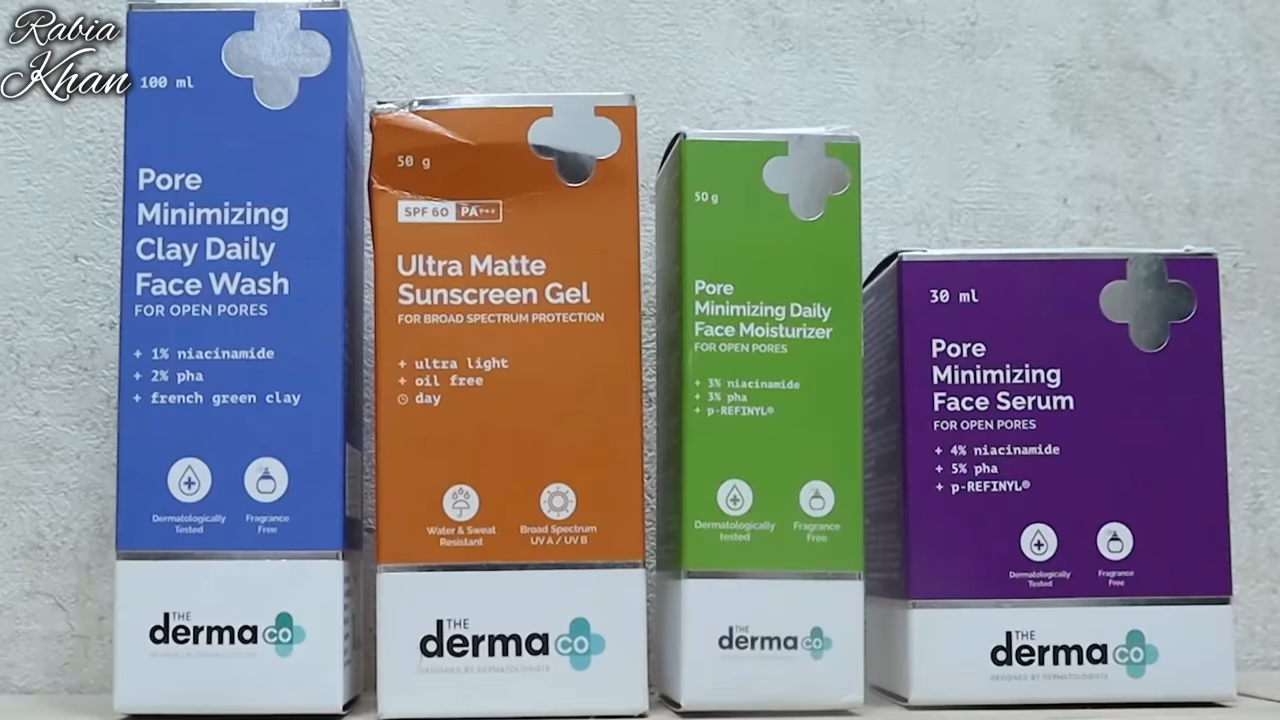 Rabia
Khan
100 ml
Pore
Minimizing
Clay Daily
Face Wash
FOR OPEN PORES
+ 1% niacinamide
+ 2% pha
+ french green clay
Dermatologically
Tested
Fragrance
Free
THE
derma co
50 g
SPF 60 PA+++
Ultra Matte
Sunscreen Gel
FOR BROAD SPECTRUM PROTECTION
+ ultra light
+ oil free
day
Water & Sweat
Resistant
Broad Spectrum
UV A / UV B
THE
derma co
DESIGNED BY DERMATOLOGISTS
50 g
Pore
Minimizing Daily
Face Moisturizer
FOR OPEN PORES
+ 3% niacinamide
+ 3% pha
+ p-REFINYL®
Dermatologically
tested
Fragrance
Free
THE
derma co
30 ml
Pore
Minimizing
Face Serum
FOR OPEN PORES
+ 4% niacinamide
+ 5% pha
+ p-REFINYL®
Dermatologically
Tested
Fragrance
Free
THE
derma co
DESIGNED BY DERMATOLOGISTS